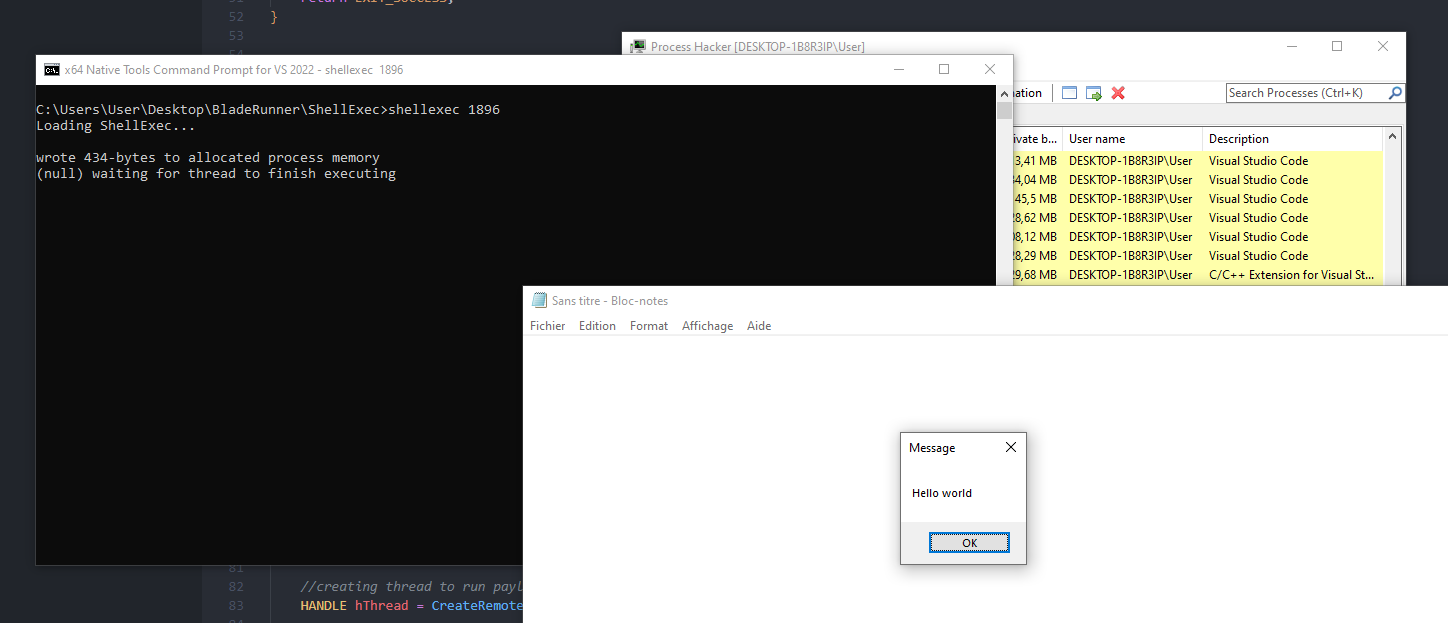 52 }
53
Process Hacker [DESKTOP-1B8R3IP\User]
x64 Native Tools Command Prompt for VS 2022 - shellexec 1896
Search Processes (Ctrl+K)
C:\Users\User\Desktop\BladeRunner\ShellExec>shellexec 1896
Loading ShellExec...
wrote 434-bytes to allocated process memory
(null) waiting for thread to finish executing
User name Description
3,41 MB DESKTOP-1B8R3IP\User Visual Studio Code
4,04 MB DESKTOP-1B8R3IP\User Visual Studio Code
45,5 MB DESKTOP-1B8R3IP\User Visual Studio Code
8,62 MB DESKTOP-1B8R3IP\User Visual Studio Code
8,12 MB DESKTOP-1B8R3IP\User Visual Studio Code
8,29 MB DESKTOP-1B8R3IP\User Visual Studio Code
9,68 MB DESKTOP-1B8R3IP\User C/C++ Extension for Visual St...
Sans titre - Bloc-notes
Fichier Edition Format Affichage Aide
Message
Hello world
OK
82 //creating thread to run payl
83 HANDLE hThread = CreateRemote